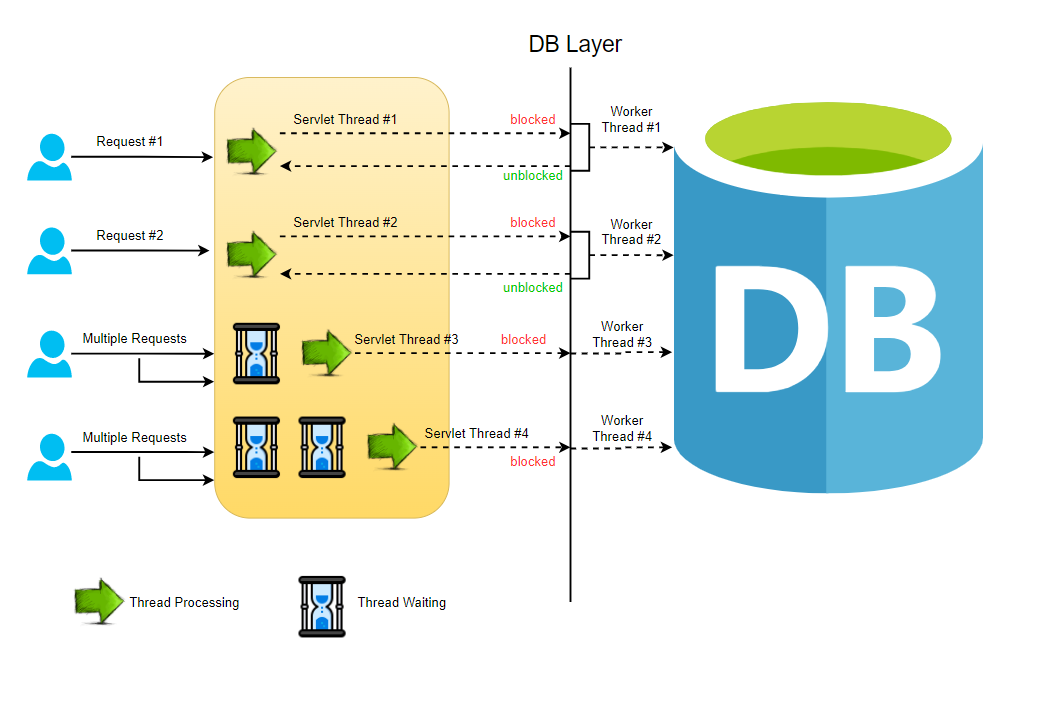 DB Layer
Request #1
Servlet Thread #1
blocked
Worker
Thread #1
unblocked
Request #2
Servlet Thread #2
blocked
Worker
Thread #2
unblocked
Multiple Requests
Servlet Thread #3
blocked
Worker
Thread #3
Multiple Requests
Servlet Thread #4
blocked
Worker
Thread #4
DB
Thread Processing
Thread Waiting